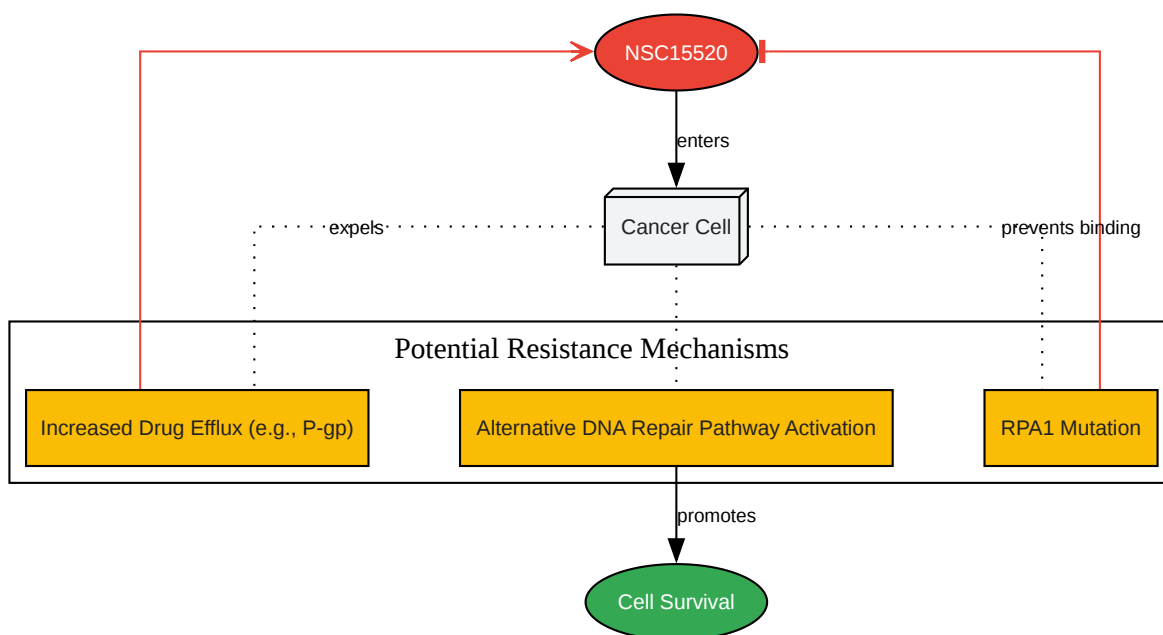 NSC15520
enters
Cancer Cell
expels
prevents binding
Potential Resistance Mechanisms
Increased Drug Efflux (e.g., P-gp)
Alternative DNA Repair Pathway Activation
RPA1 Mutation
promotes
Cell Survival